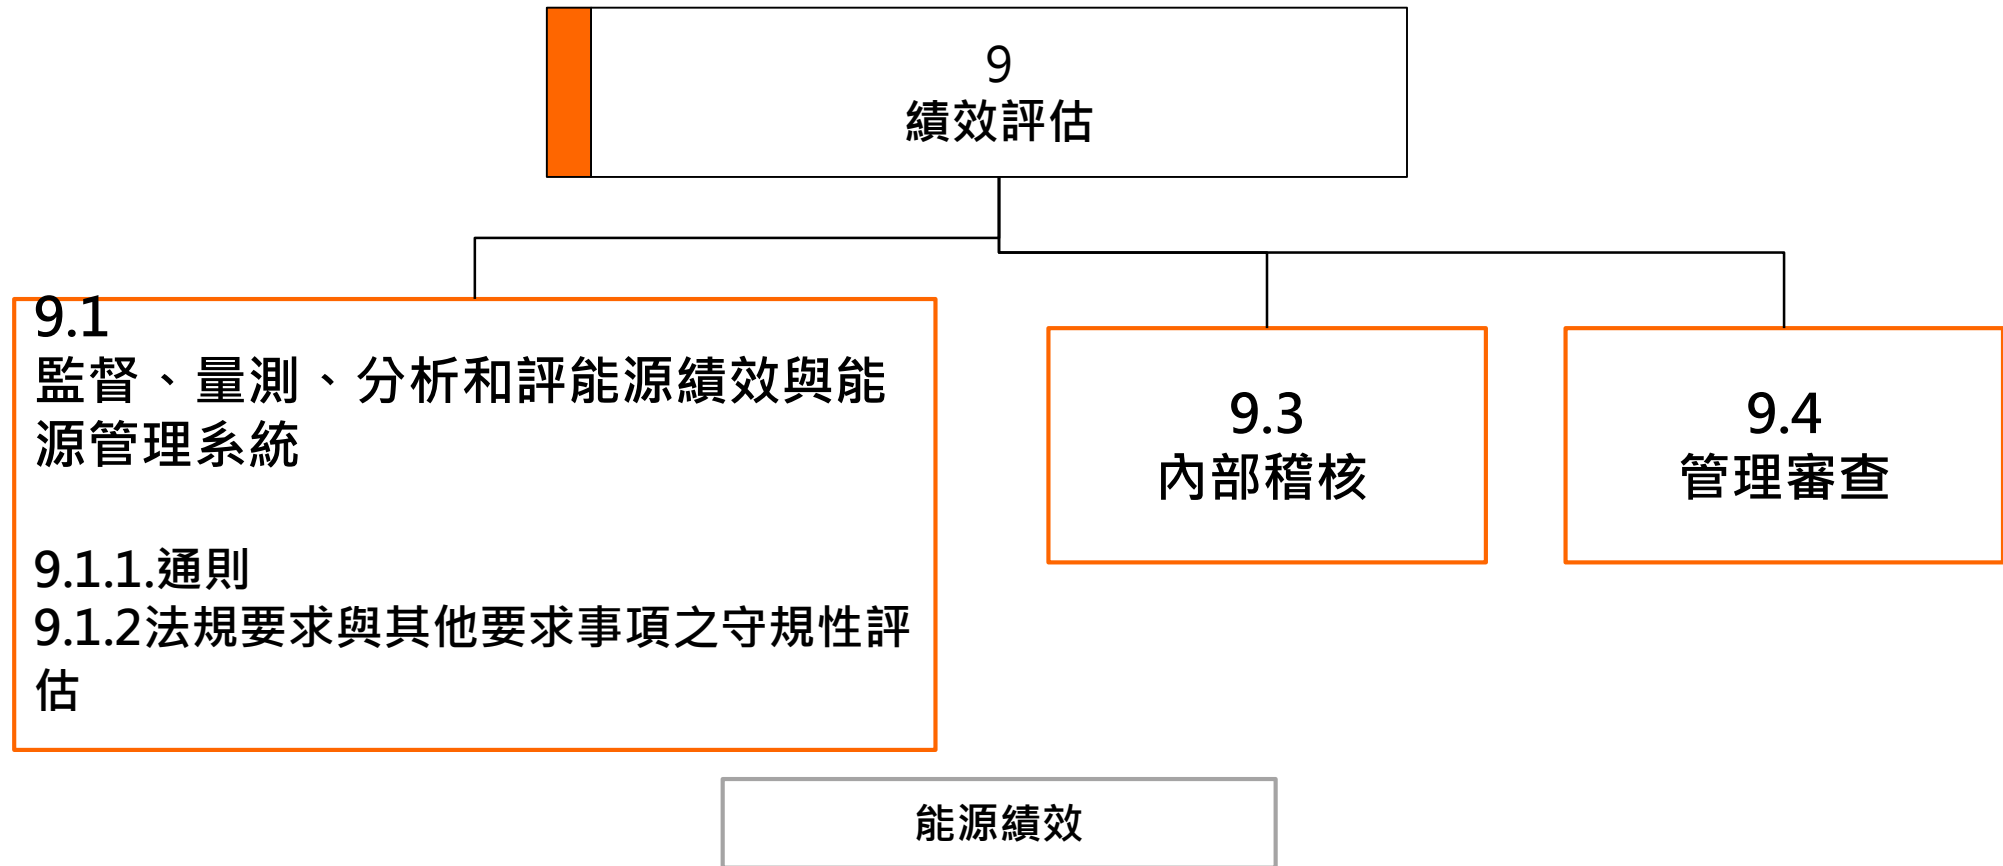 9
績效評估
9.1
監督、量測、分析和評能源績效與能
源管理系統
9.1.1.通則
9.1.2法規要求與其他要求事項之守規性評
估
9.3
內部稽核
9.4
管理審查
能源績效